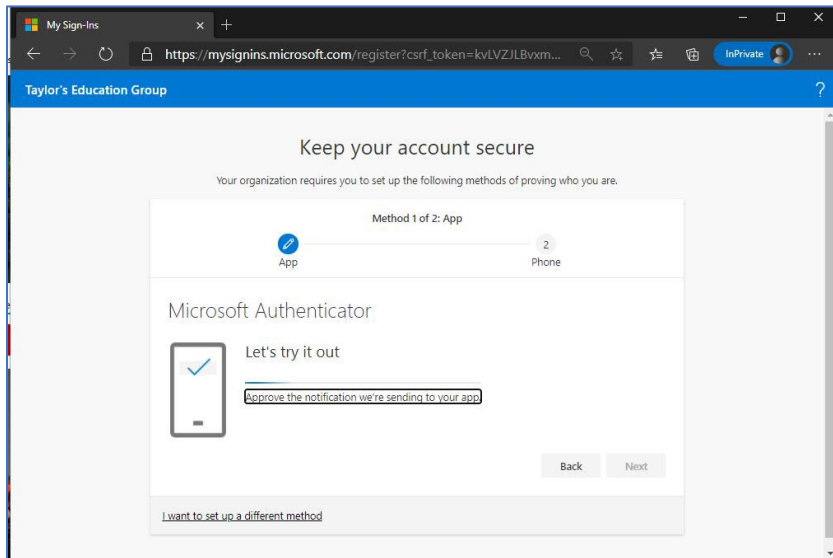 My Sign-Ins
https://mysignins.microsoft.com/register?csrf_token=kvLVZJLBvxm...
InPrivate
Taylor's Education Group
?
Keep your account secure
Your organization requires you to set up the following methods of proving who you are.
Method 1 of 2: App
2
App
Phone
Microsoft Authenticator
Let's try it out
Approve the notification we're sending to your app.
Back
Next
I want to set up a different method